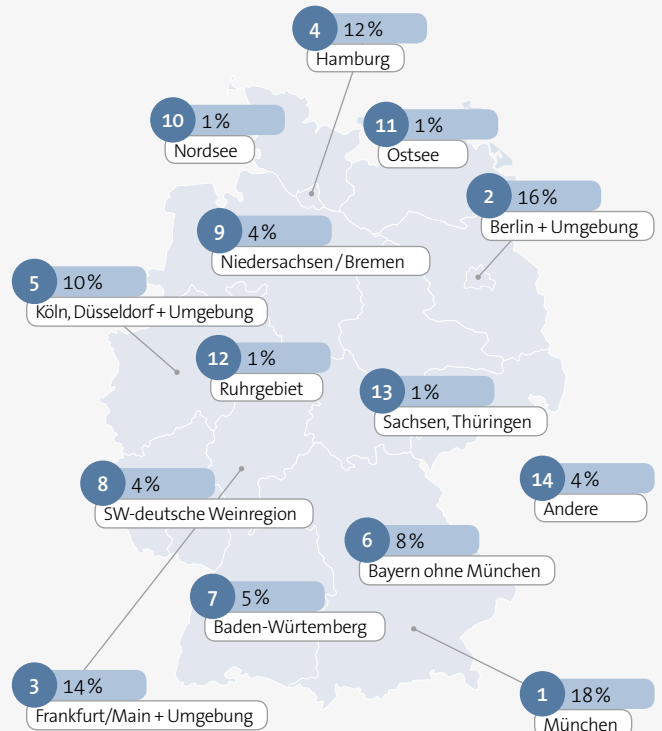 4 12%
Hamburg
10 1%
Nordsee
11 1%
Ostsee
2 16%
Berlin + Umgebung
9 4%
Niedersachsen / Bremen
5 10%
Köln, Düsseldorf + Umgebung
12 1%
Ruhrgebiet
13 1%
Sachsen, Thüringen
8 4%
SW-deutsche Weinregion
14 4%
Andere
6 8%
Bayern ohne München
7 5%
Baden-Würtemberg
3 14%
Frankfurt/Main + Umgebung
1 18%
München